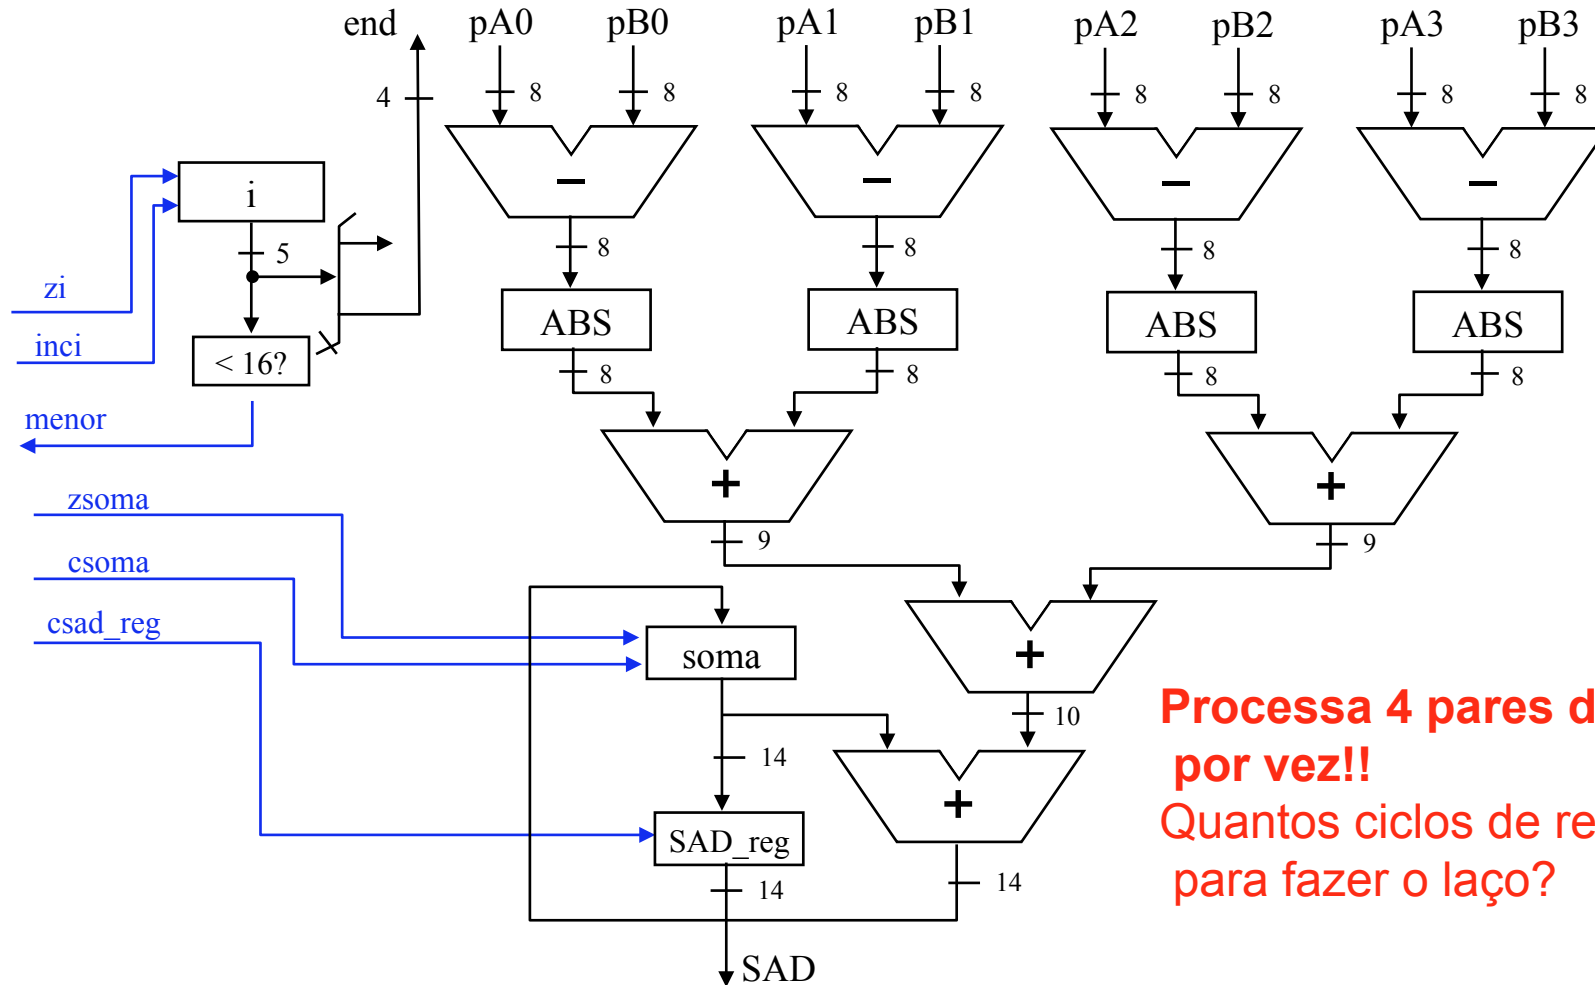 end pA0 pB0 pA1 pB1 pA2 pB2 pA3 pB3
4 8 8 8 8 8 8 8 8
− − − −
i
5 8 8 8 8
zi
ABS ABS ABS ABS
inci
< 16?
8 8 8 8
menor
+ +
zsoma
9 9
csoma
csad_reg
soma +
10
Processa 4 pares d
14
por vez!!
+
Quantos ciclos de re
SAD_reg
14 14
para fazer o laço?
SAD